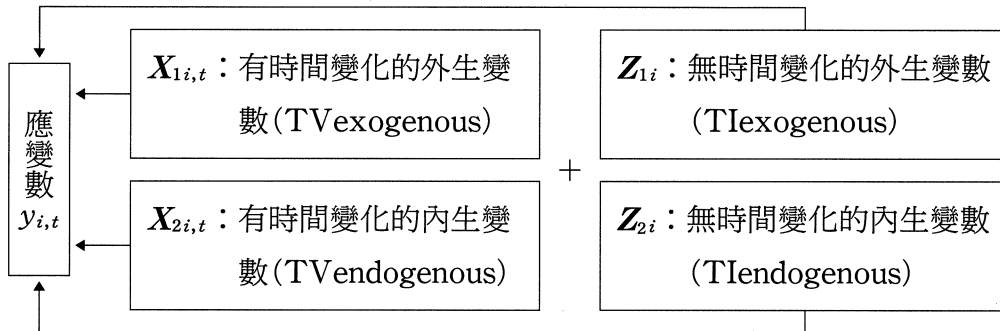 應變數
yi,t
X1i,t：有時間變化的外生變
數(TVexogenous)
Z1i：無時間變化的外生變數
(TIexogenous)
+
X2i,t：有時間變化的內生變
數(TVendogenous)
Z2i：無時間變化的內生變數
(TIendogenous)